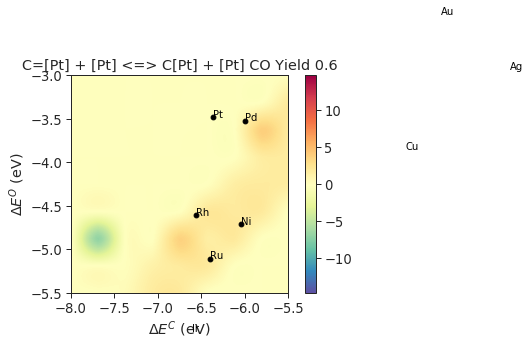 Au
Ag
C=[Pt] + [Pt] <=> C[Pt] + [Pt] CO Yield 0.6
Cu
−3.0
−3.5
−4.0
−4.5
−5.0
−5.5
ΔE^O (eV)
Pt
Pd
Rh
Ni
Ru
10
5
0
−5
−10
−8.0 −7.5 −7.0 −6.5 −6.0 −5.5
ΔE^C (eV)
Ir